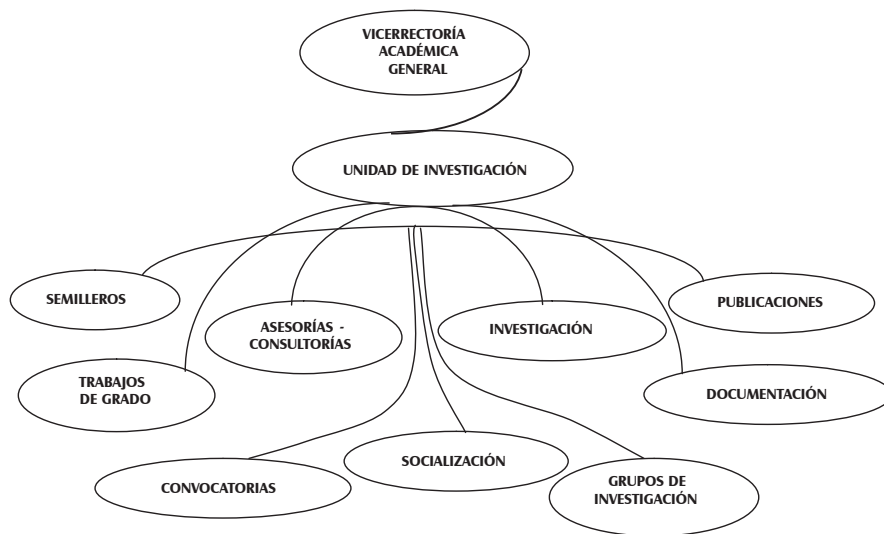 VICERRECTORÍA
ACADÉMICA
GENERAL
UNIDAD DE INVESTIGACIÓN
SEMILLEROS
PUBLICACIONES
ASESORÍAS -
CONSULTORÍAS
INVESTIGACIÓN
TRABAJOS
DE GRADO
DOCUMENTACIÓN
CONVOCATORIAS
SOCIALIZACIÓN
GRUPOS DE
INVESTIGACIÓN